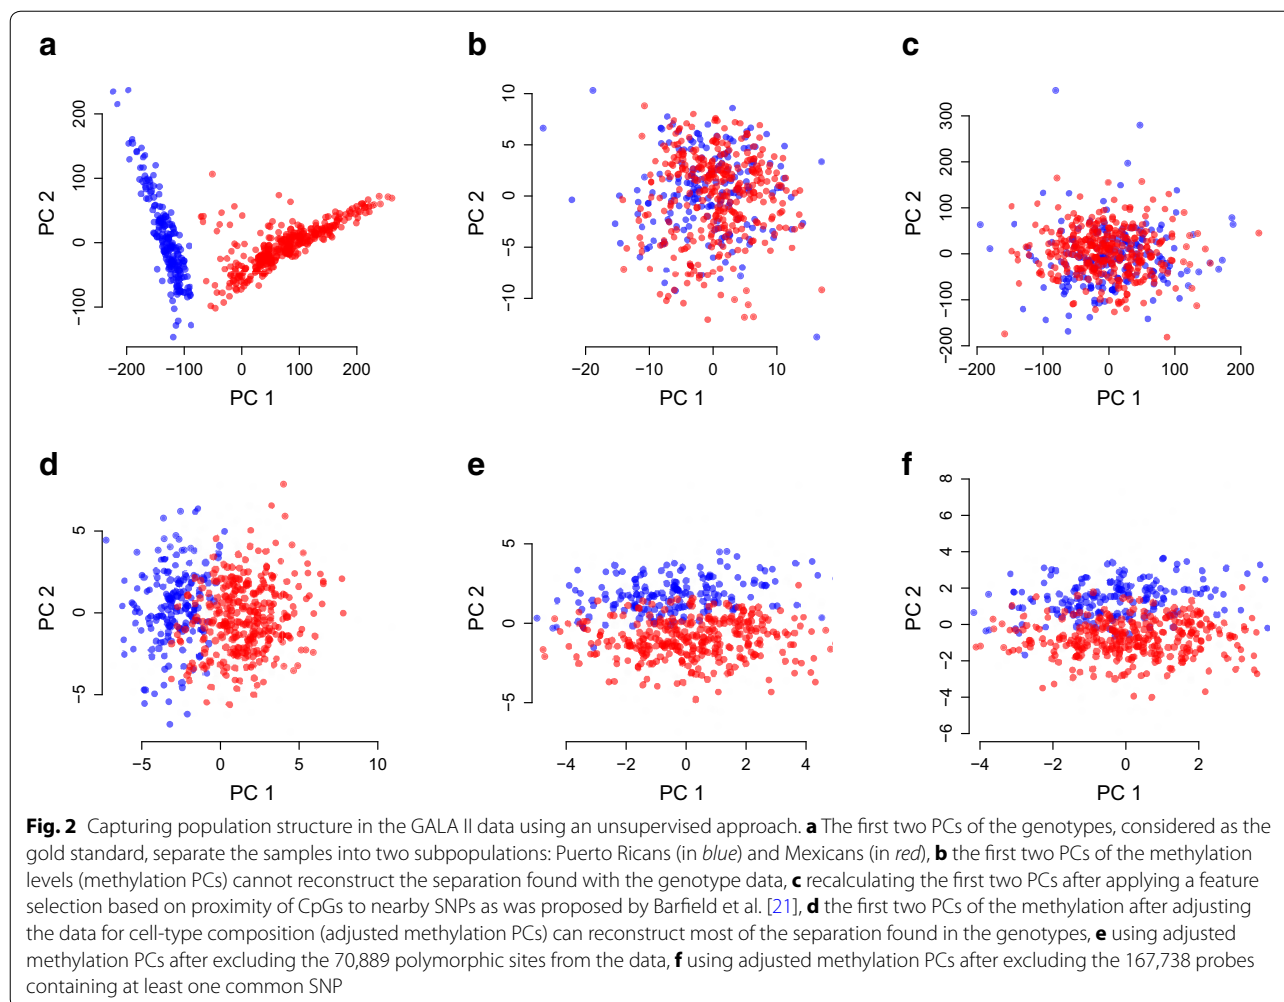 a
b
c
PC 2
200
100
0
−100
−200
−100
0
100
200
PC 1
PC 2
10
5
0
−5
−10
−20
−10
0
10
PC 1
PC 2
300
200
100
0
−100
−200
−200
−100
0
100
200
PC 1
d
e
f
PC 2
5
0
−5
−5
0
5
10
PC 1
PC 2
5
0
−5
−4
−2
0
2
4
PC 1
PC 2
8
6
4
2
0
−2
−4
−6
−4
−2
0
2
PC 1
Fig. 2 Capturing population structure in the GALA II data using an unsupervised approach. a The first two PCs of the genotypes, considered as the
gold standard, separate the samples into two subpopulations: Puerto Ricans (in blue) and Mexicans (in red), b the first two PCs of the methylation
levels (methylation PCs) cannot reconstruct the separation found with the genotype data, c recalculating the first two PCs after applying a feature
selection based on proximity of CpGs to nearby SNPs as was proposed by Barfield et al. [21], d the first two PCs of the methylation after adjusting
the data for cell-type composition (adjusted methylation PCs) can reconstruct most of the separation found in the genotypes, e using adjusted
methylation PCs after excluding the 70,889 polymorphic sites from the data, f using adjusted methylation PCs after excluding the 167,738 probes
containing at least one common SNP